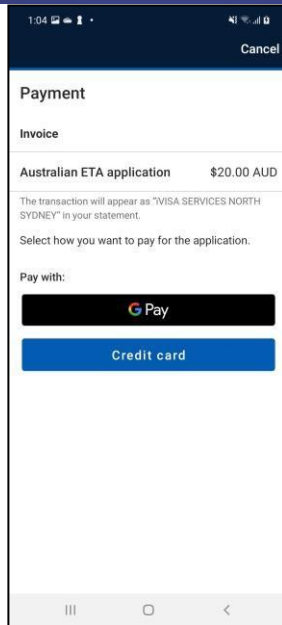 1:04
Cancel
Payment
Invoice
Australian ETA application $20.00 AUD
The transaction will appear as "iVISA SERVICES NORTH
SYDNEY" in your statement.
Select how you want to pay for the application.
Pay with:
G Pay
Credit card